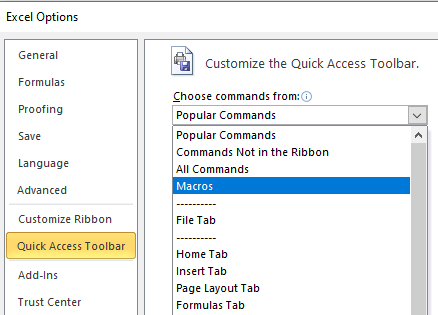 Excel Options
General
Formulas
Proofing
Save
Language
Advanced
Customize Ribbon
Quick Access Toolbar
Add-Ins
Trust Center
Customize the Quick Access Toolbar.
Choose commands from:
Popular Commands
Popular Commands
Commands Not in the Ribbon
All Commands
Macros
----------
File Tab
----------
Home Tab
Insert Tab
Page Layout Tab
Formulas Tab